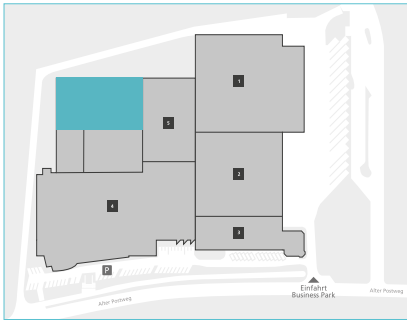 1
5
2
4
3
P
Einfahrt
Business Park
Alter Postweg
Alter Postweg